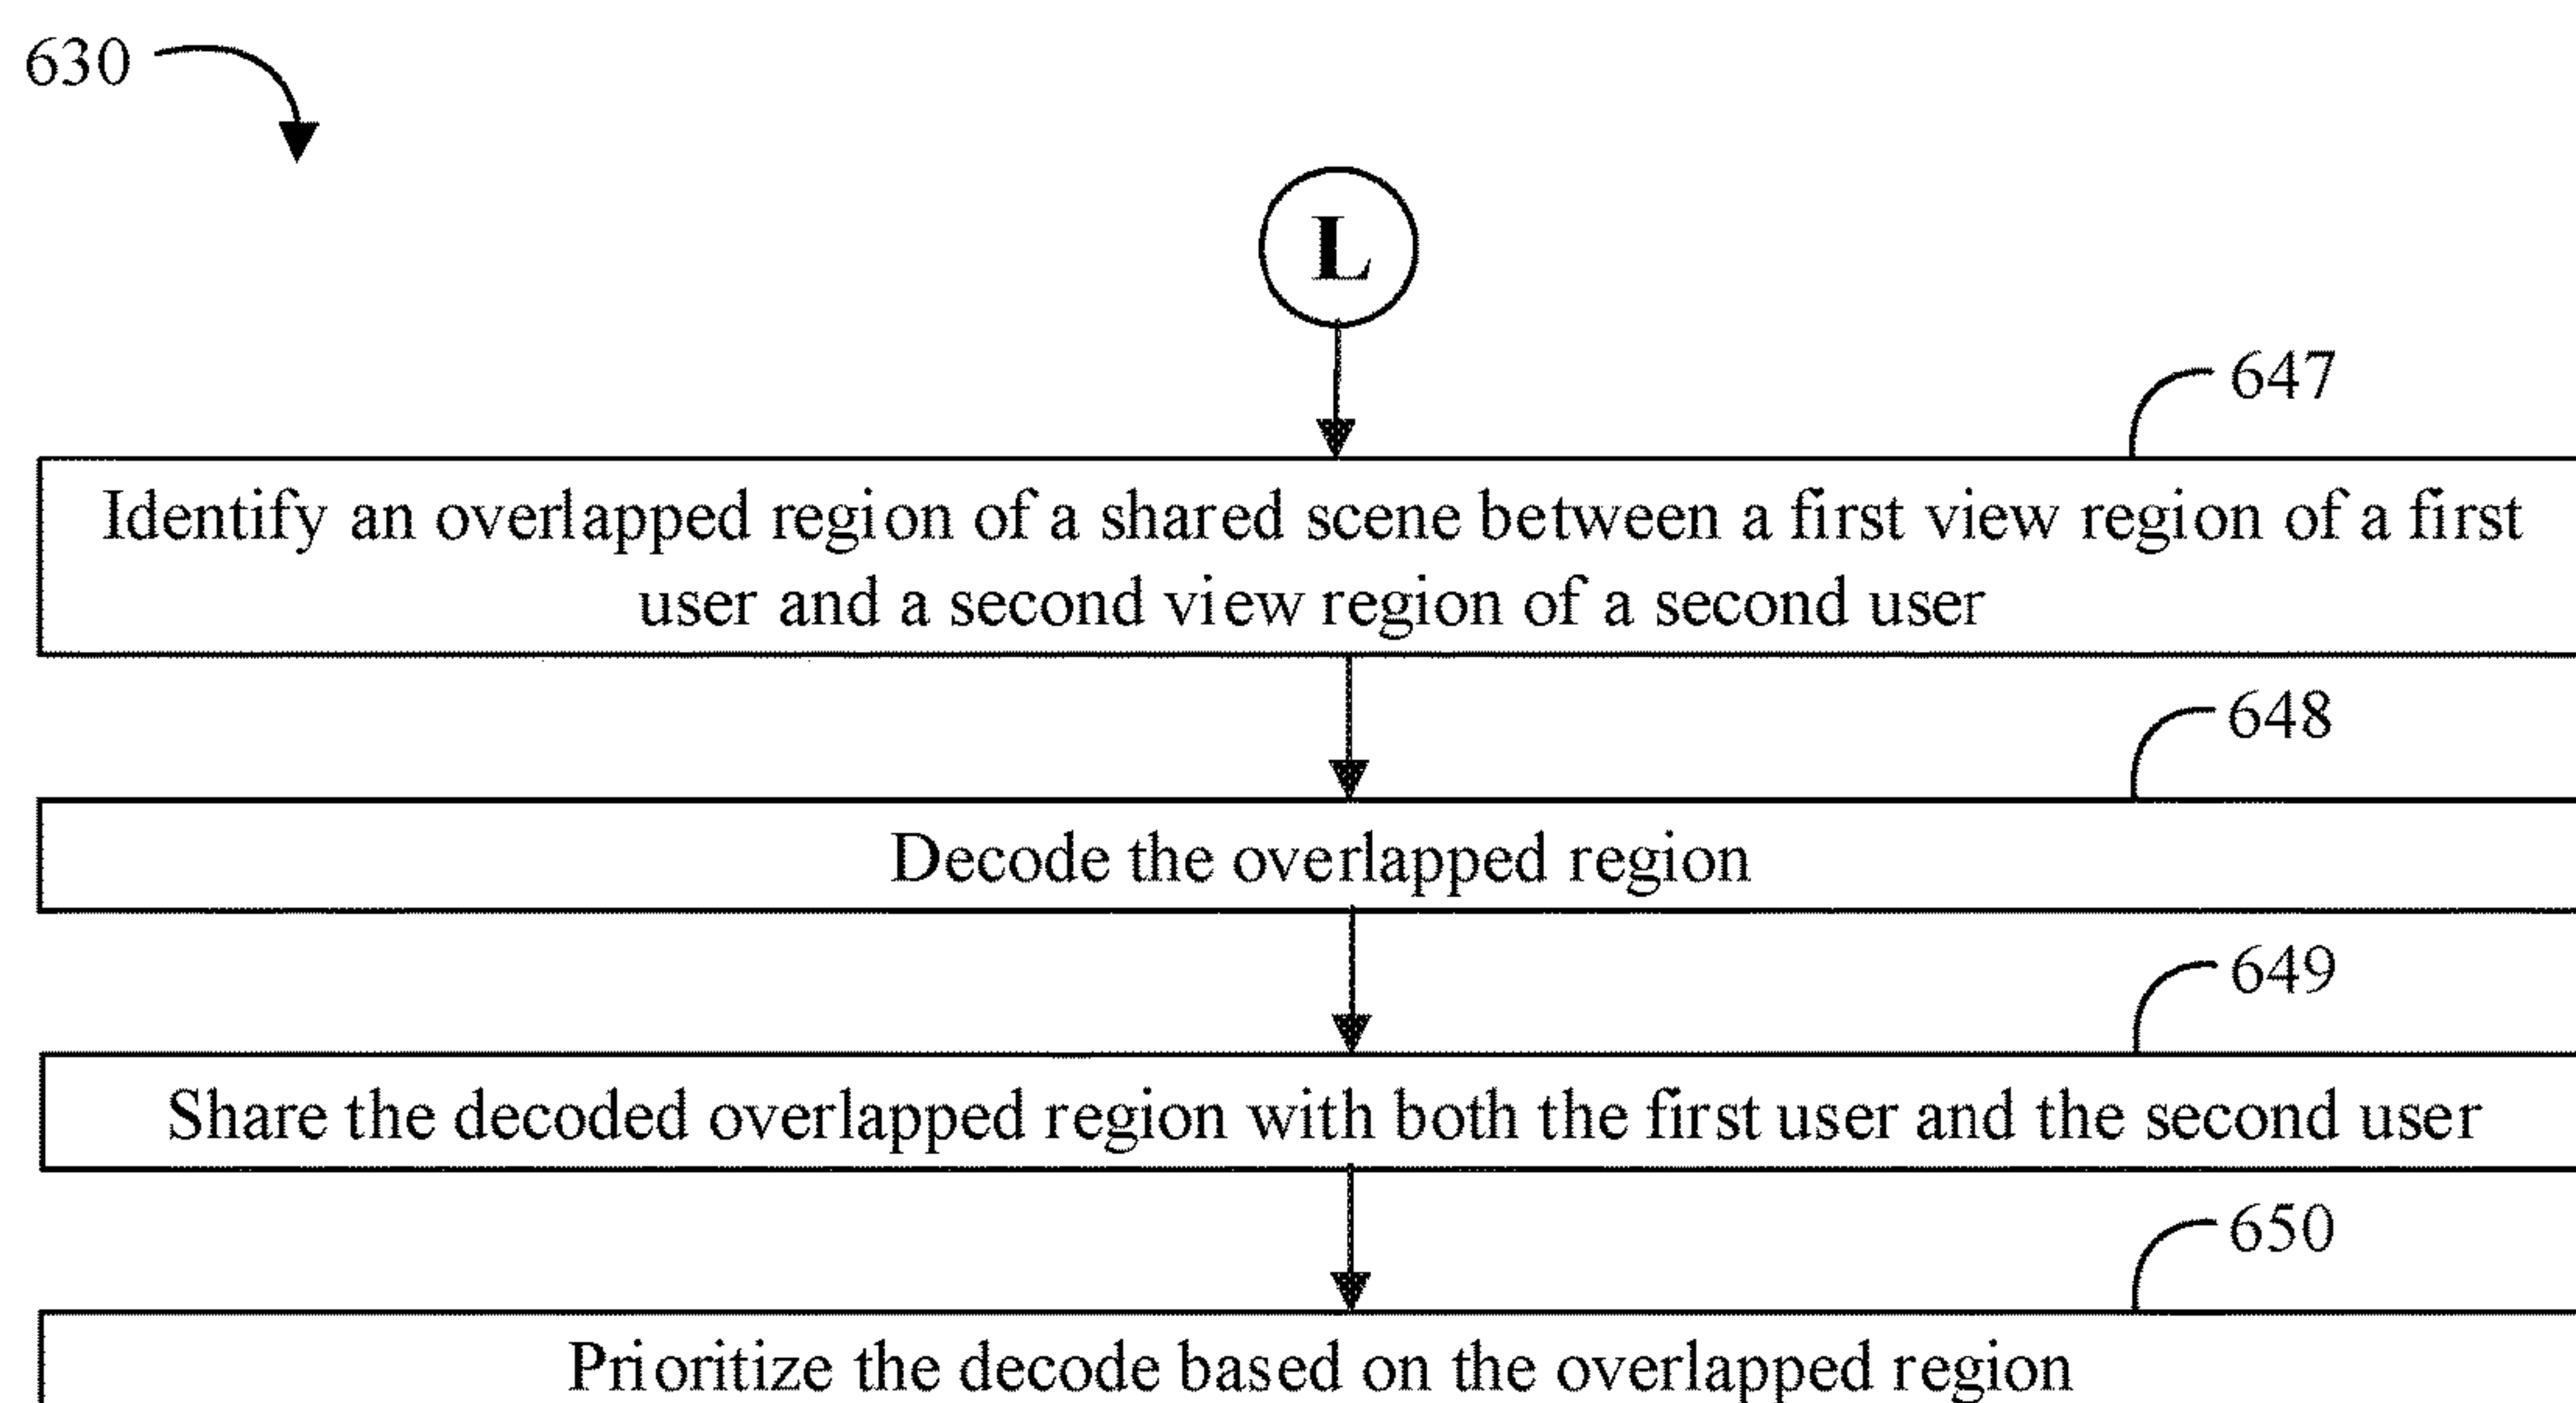 630
L
647
Identify an overlapped region of a shared scene between a first view region of a first
user and a second view region of a second user
648
Decode the overlapped region
649
Share the decoded overlapped region with both the first user and the second user
650
Prioritize the decode based on the overlapped region